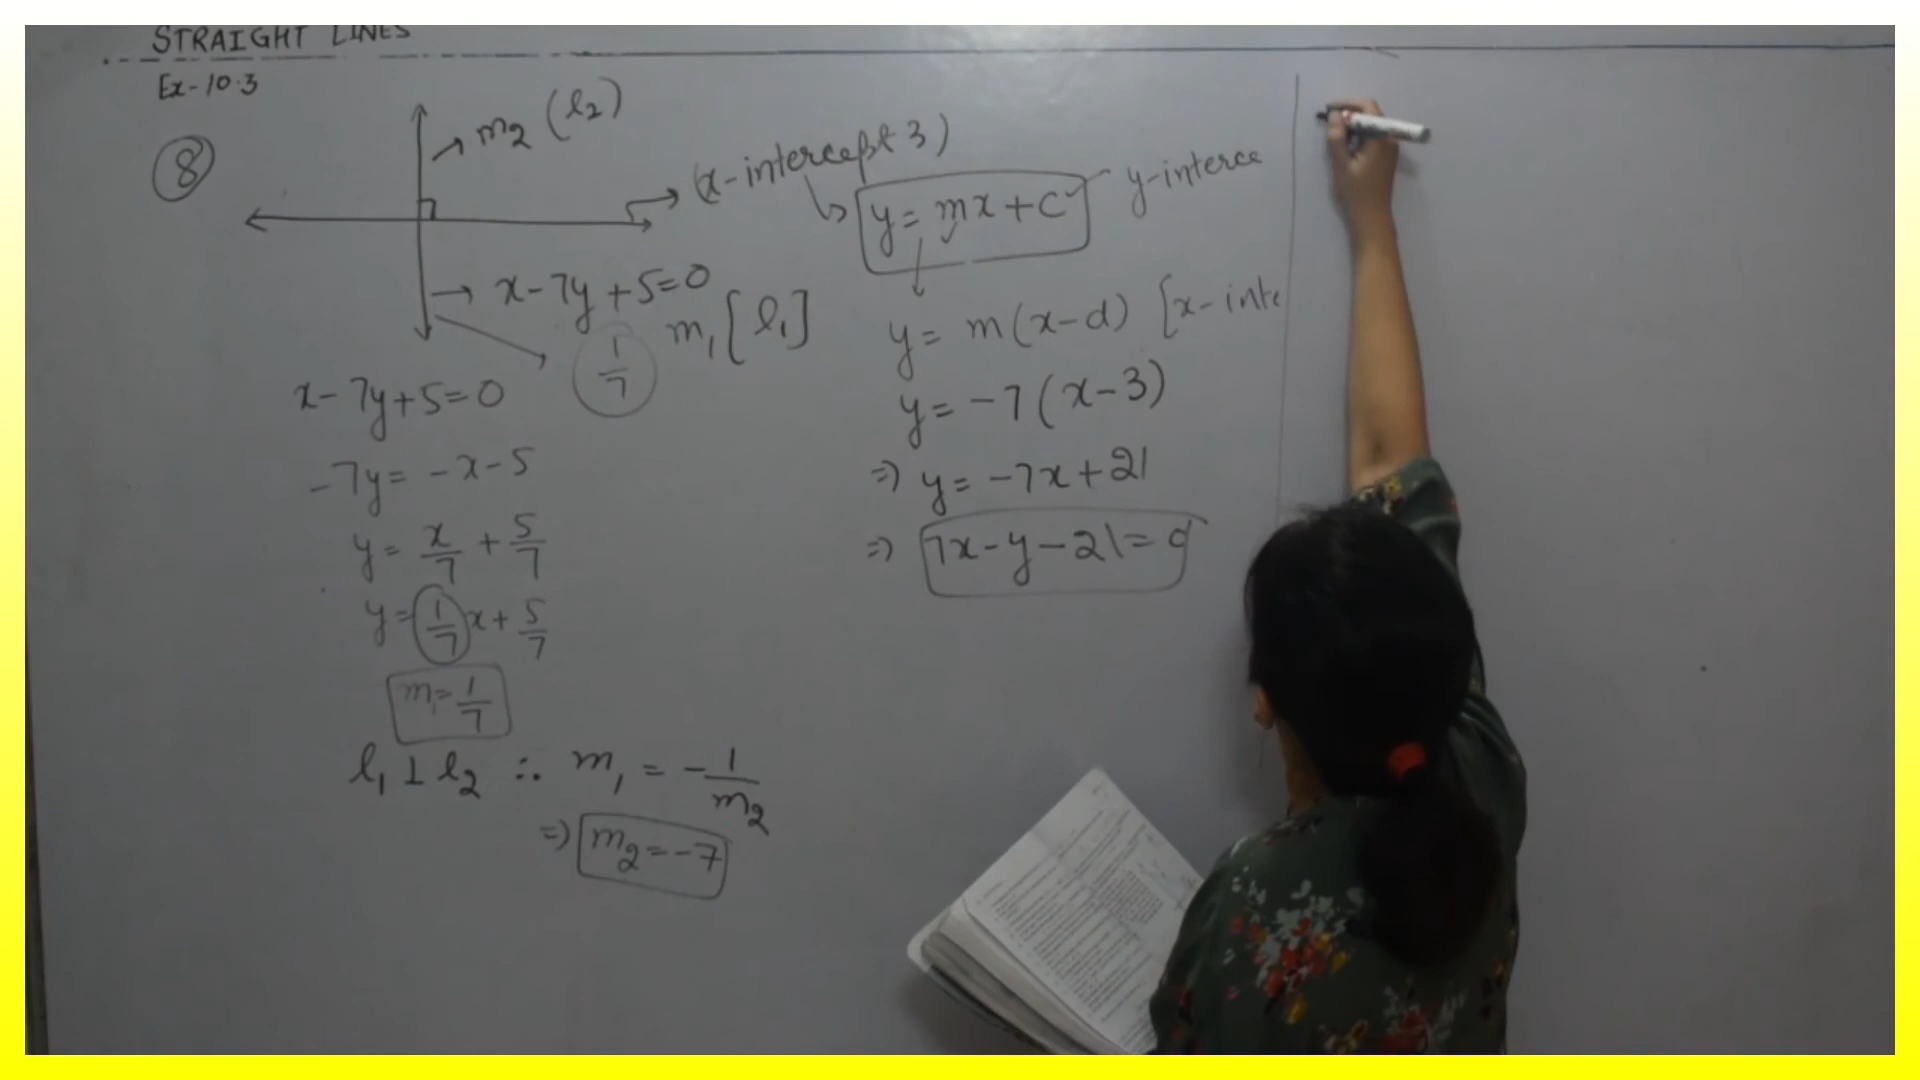 STRAIGHT LINES
Ex-10.3
8
m2 (l2)
(x-intercept 3)
y = mx + c
y-interce
x - 7y + 5 = 0
m1 [l1]
1/7
x - 7y + 5 = 0
-7y = -x - 5
y = x/7 + 5/7
y = 1/7 x + 5/7
m = 1/7
l1 ⊥ l2 ∴ m1 = -1/m2
⇒ m2 = -7
y = m(x-d) [x-inte
y = -7(x-3)
⇒ y = -7x + 21
⇒ 7x - y - 21 = 0